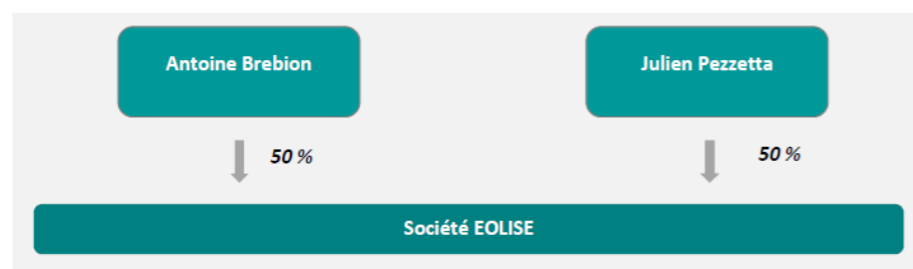 Antoine Brebion
Julien Pezzetta
50 %
50 %
Société EOLISE